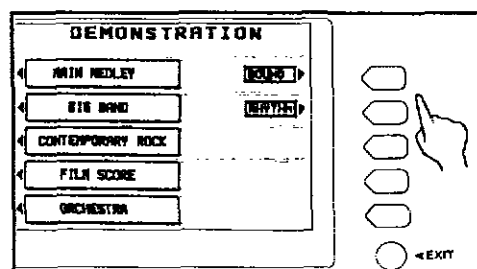 DEMONSTRATION
MAIN MEDLEY
SOUND
BIG BAND
RHYTHM
CONTEMPORARY ROCK
FILM SCORE
ORCHESTRA
◄EXIT